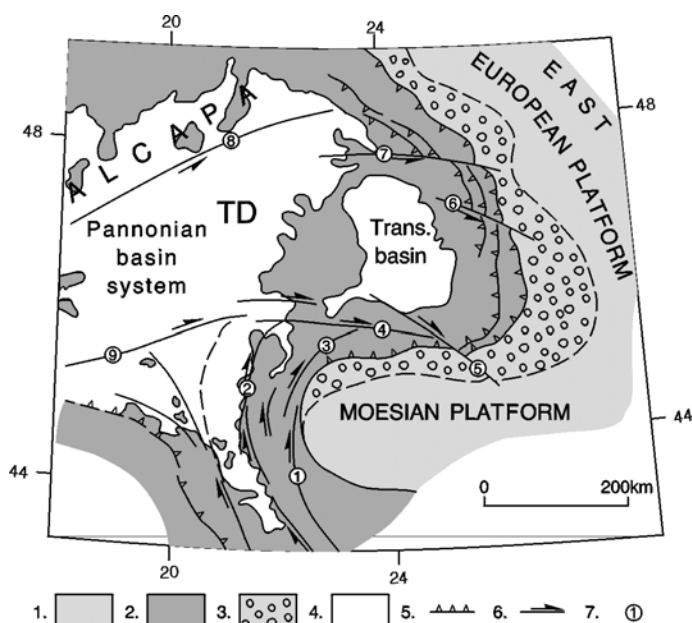 20 24
48 48
EAST
EUROPEAN PLATFORM
ALCAPA
8
7
TD
6
Pannonian
basin
system
Trans.
basin
4
3
9
2
5
MOESIAN PLATFORM
44
44
1
0 200km
20 24
1. 2. 3. 4. 5. 6. 7. 1